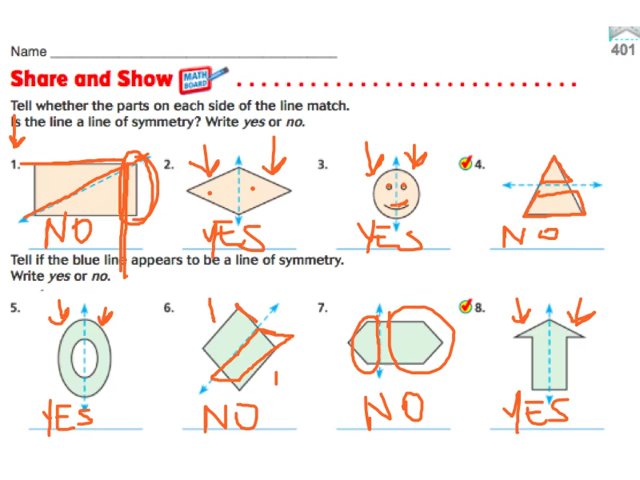 401
Name
Share and Show MATH BOARD
Tell whether the parts on each side of the line match.
Is the line a line of symmetry? Write yes or no.
1. 2. 3. 4.
NO YES YES NO
Tell if the blue line appears to be a line of symmetry.
Write yes or no.
5. 6. 7. 8.
YES NO NO YES